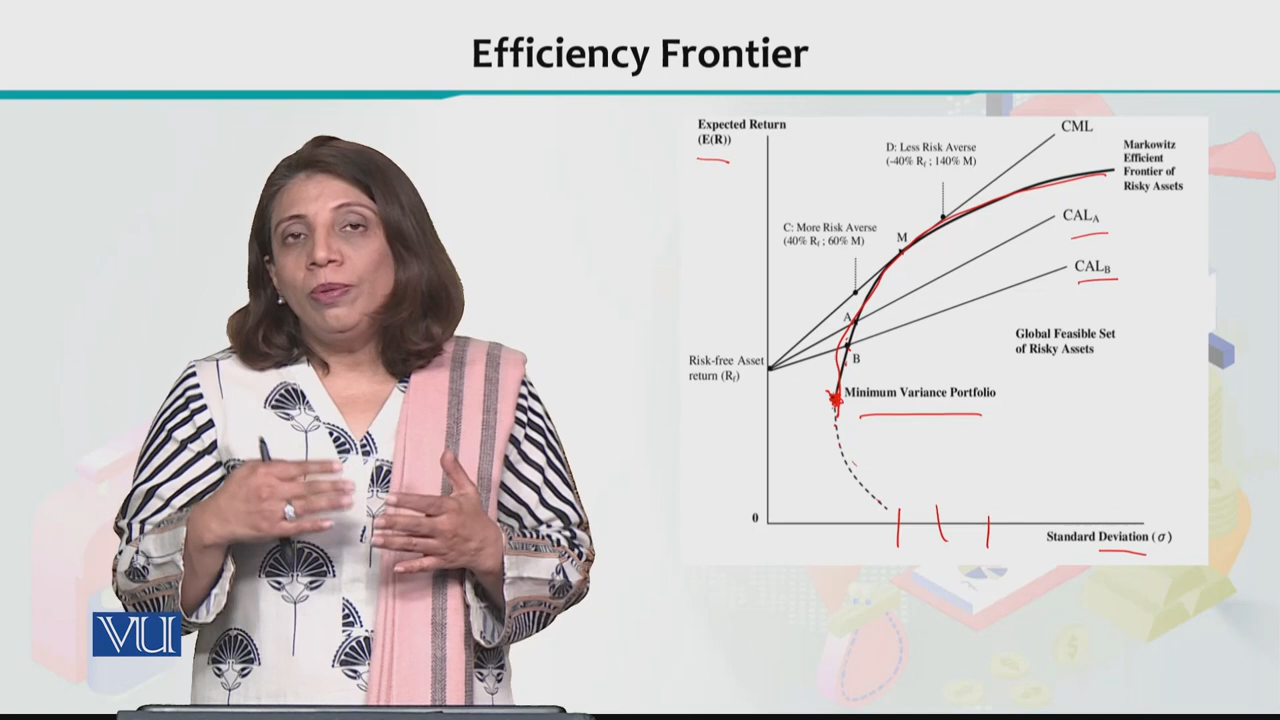 Efficiency Frontier
Expected Return
(E(R))
CML
D: Less Risk Averse
(-40% Rf ; 140% M)
Markowitz
Efficient
Frontier of
Risky Assets
CALA
C: More Risk Averse
(40% Rf ; 60% M)
M
CALB
A
Global Feasible Set
of Risky Assets
B
Risk-free Asset
return (Rf)
Minimum Variance Portfolio
0
Standard Deviation (σ)
VU